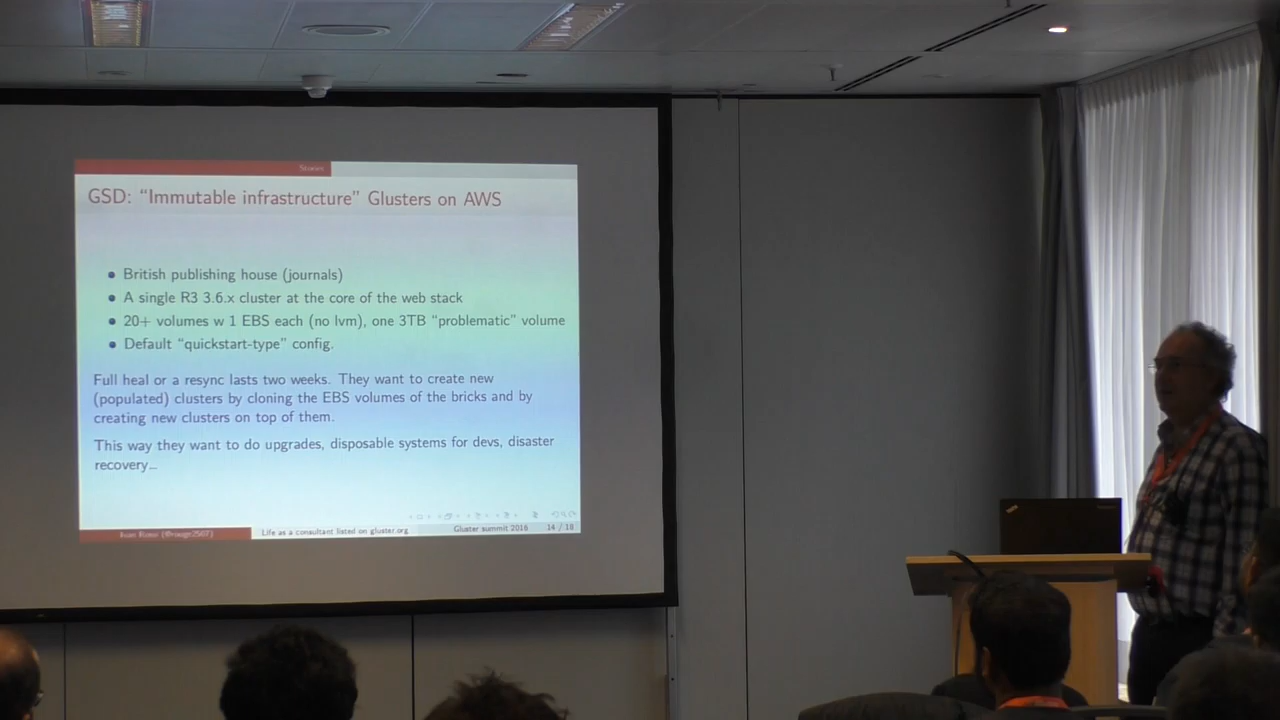 Stories
GSD: “Immutable infrastructure” Glusters on AWS
British publishing house (journals)
A single R3 3.6.x cluster at the core of the web stack
20+ volumes w 1 EBS each (no lvm), one 3TB “problematic” volume
Default “quickstart-type” config.
Full heal or a resync lasts two weeks. They want to create new
(populated) clusters by cloning the EBS volumes of the bricks and by
creating new clusters on top of them.
This way they want to do upgrades, disposable systems for devs, disaster
recovery...
Life as a consultant listed on gluster.org
Gluster summit 2016
14 / 18